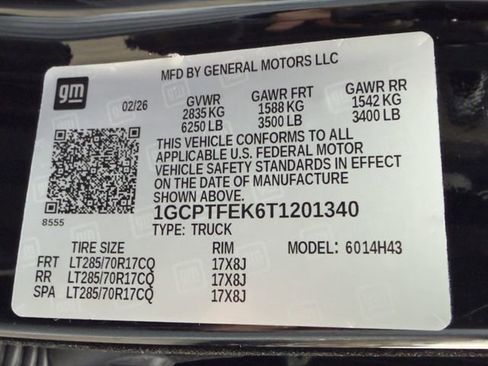 MFD BY GENERAL MOTORS LLC
gm
02/26
GVWR GAWR FRT GAWR RR
2835 KG 1588 KG 1542 KG
6250 LB 3500 LB 3400 LB
THIS VEHICLE CONFORMS TO ALL
APPLICABLE U.S. FEDERAL MOTOR
VEHICLE SAFETY STANDARDS IN EFFECT
ON THE DATE OF MANUFACTURE
SHOWN ABOVE.
8555
1GCPTFEK6T1201340
TYPE: TRUCK
TIRE SIZE RIM MODEL: 6014H43
FRT LT285/70R17CQ 17X8J
RR LT285/70R17CQ 17X8J
SPA LT285/70R17CQ 17X8J